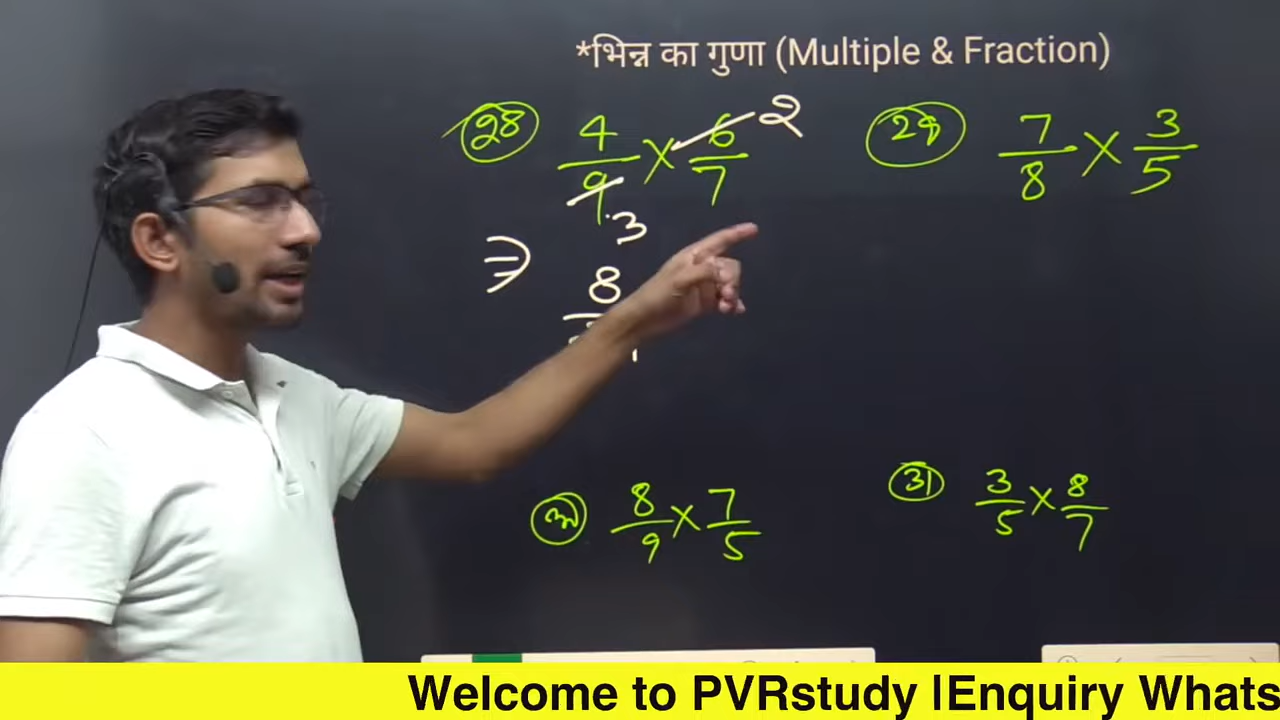 *भिन्न का गुणा (Multiple & Fraction)
28 4/9 × 6/7 2
3
⇒ 8
29 7/8 × 3/5
30 8/9 × 7/5
31 3/5 × 8/7
Welcome to PVRstudy |Enquiry Whats